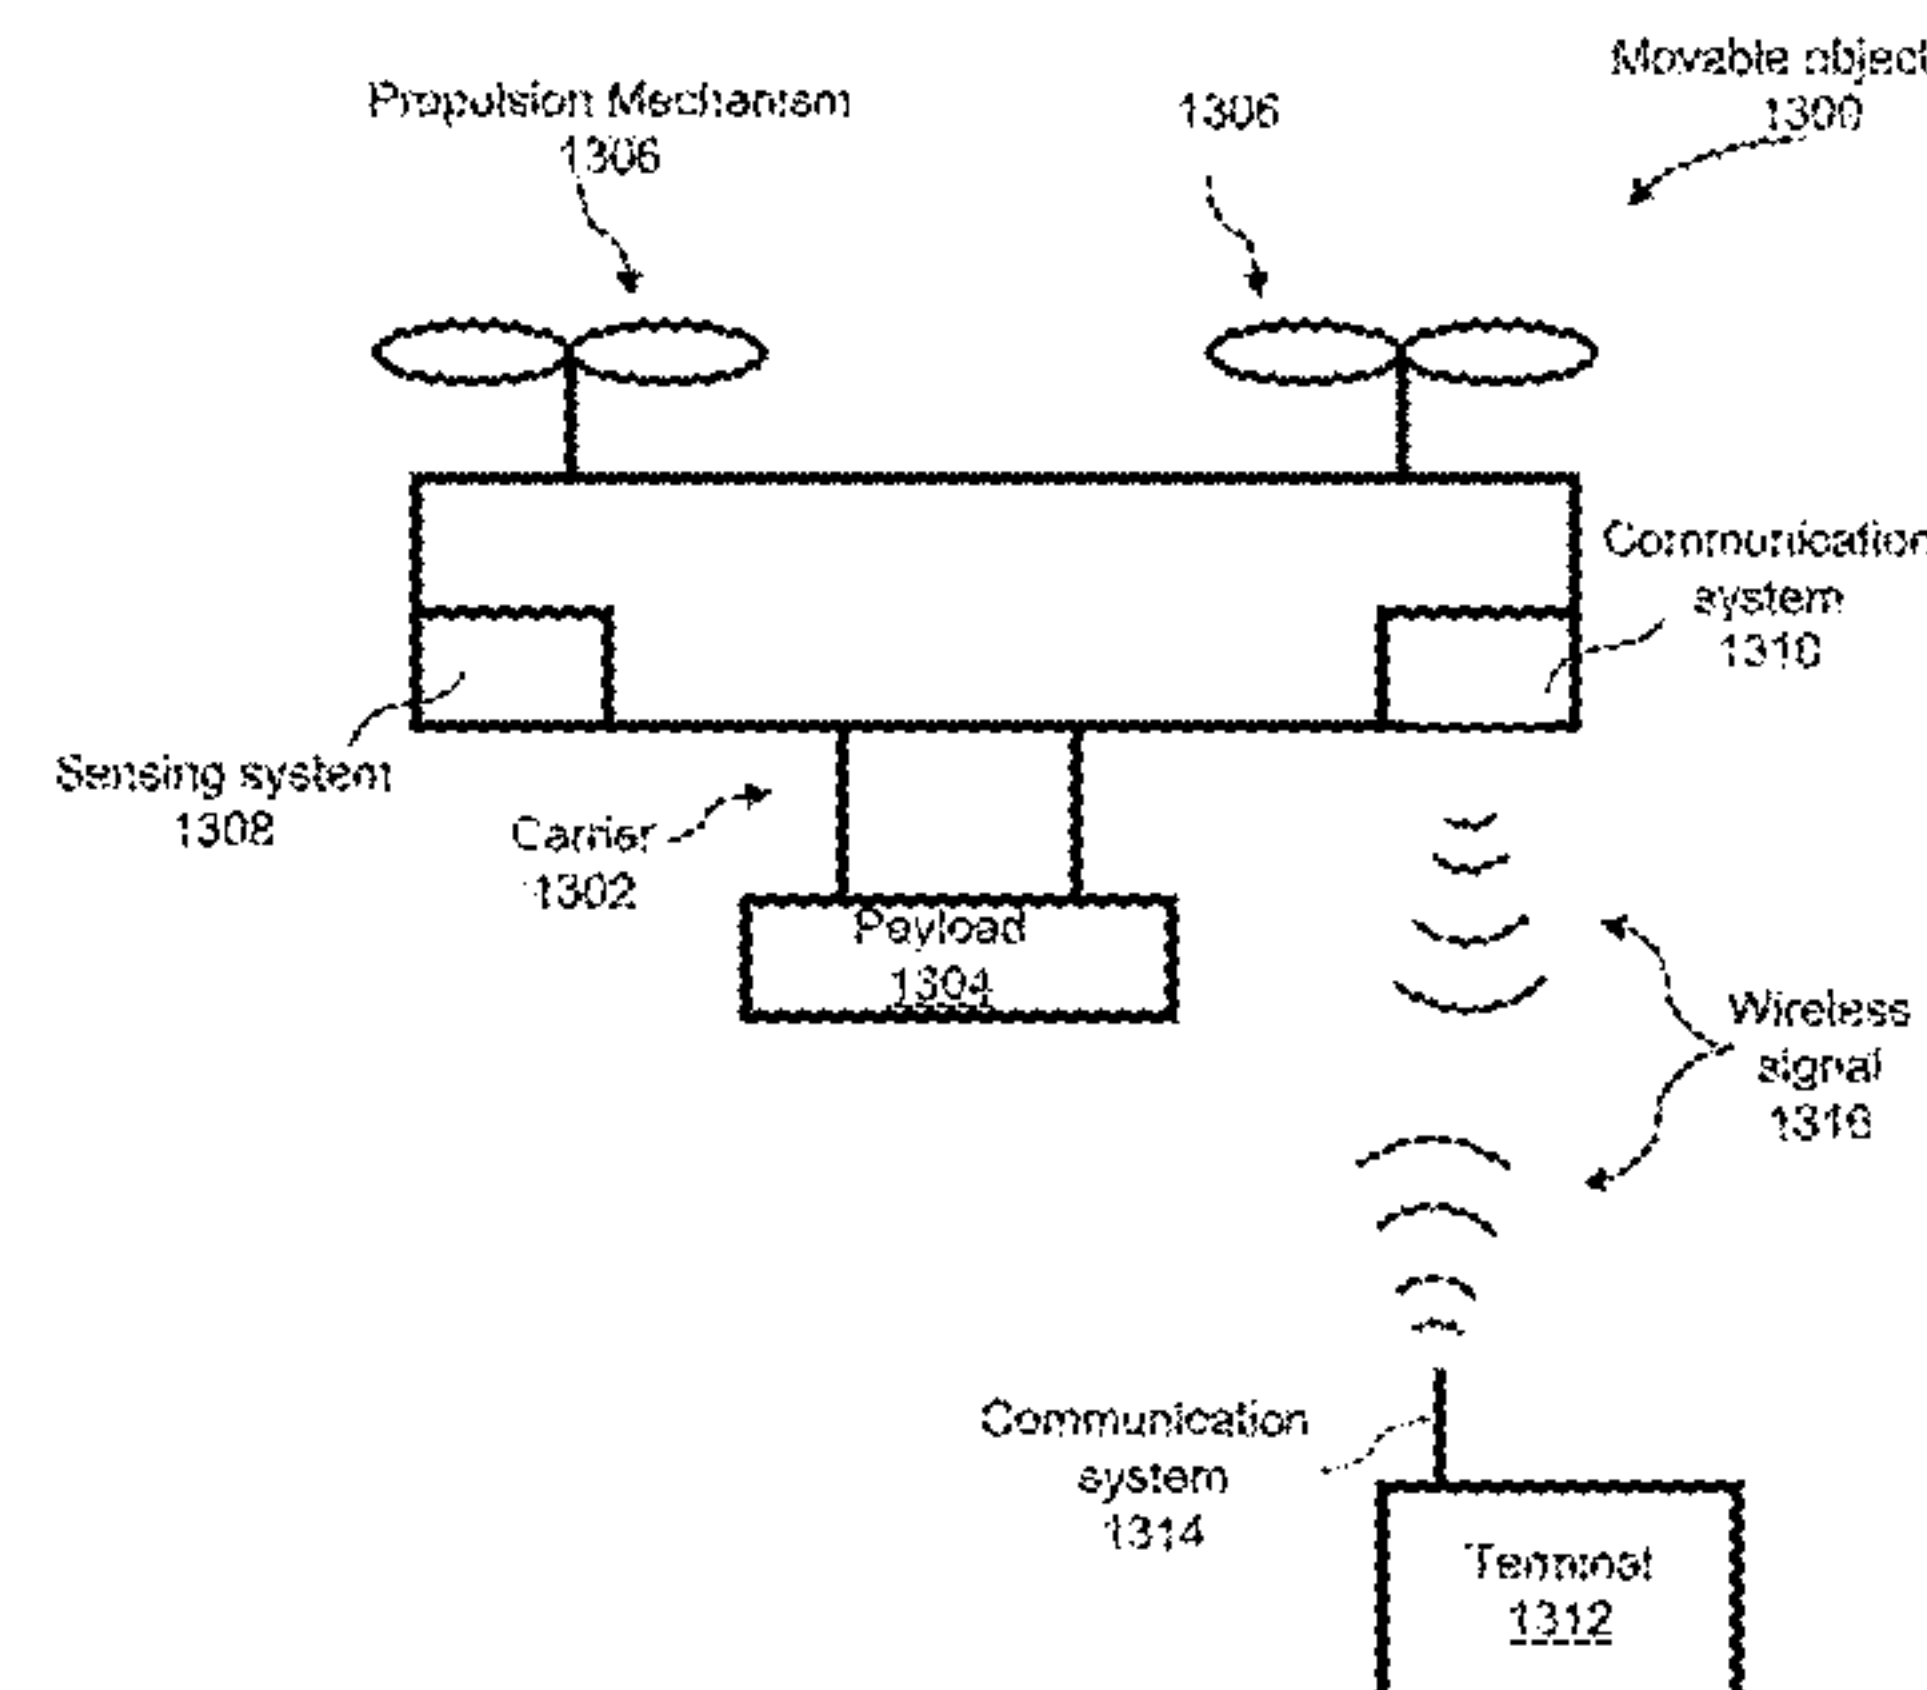 Movable object
1300
Propulsion Mechanism
1306
1306
Communication
system
1310
Sensing system
1308
Carrier
1302
Payload
1304
Wireless
signal
1316
Communication
system
1314
Terminal
1312